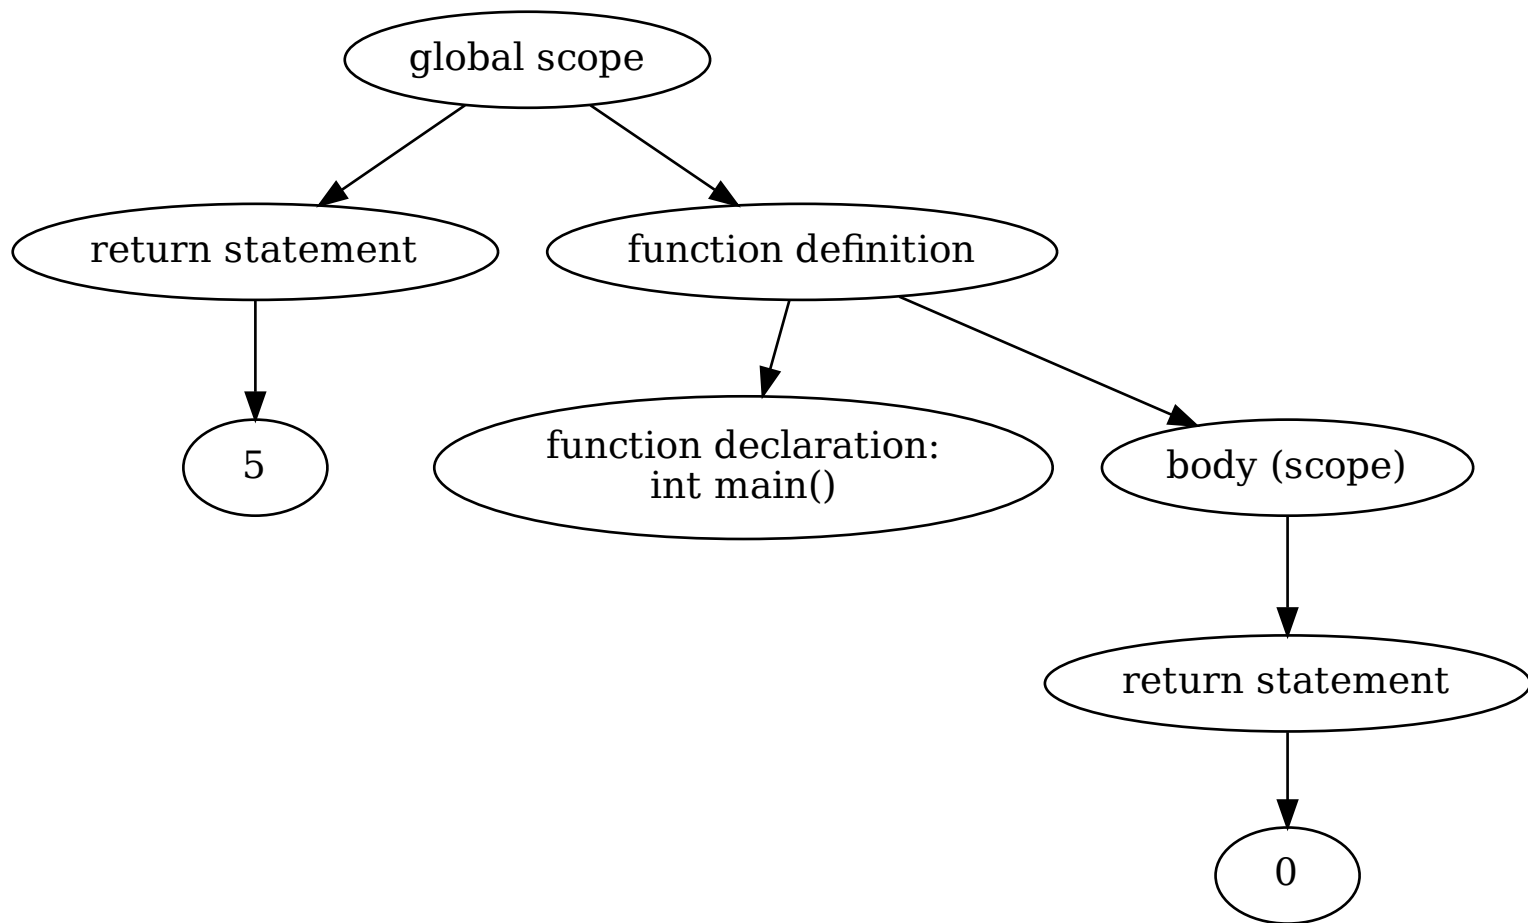 global scope
return statement
function definition
5
function declaration:
int main()
body (scope)
return statement
0